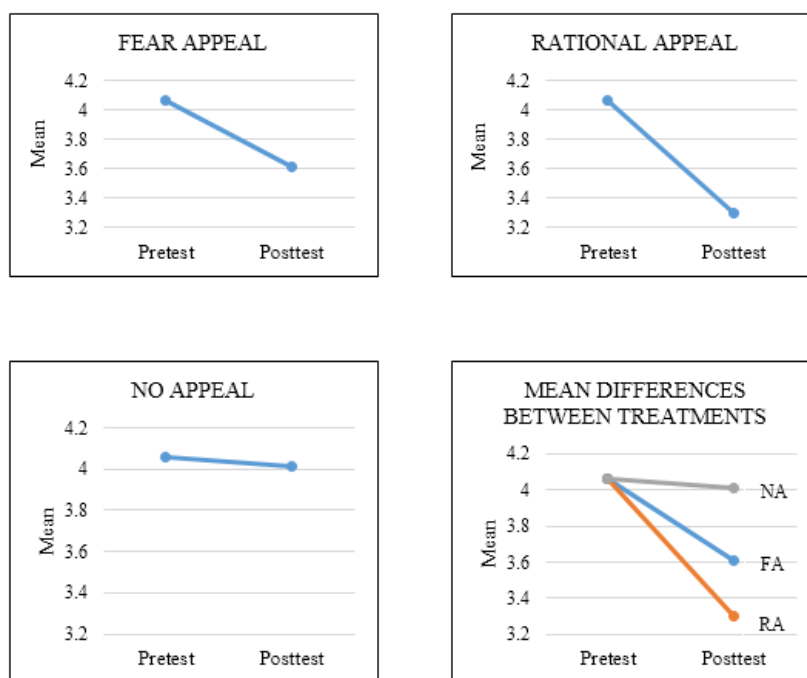 FEAR APPEAL
4.2
4
3.8
3.6
3.4
3.2
Mean
Pretest Posttest
RATIONAL APPEAL
4.2
4
3.8
3.6
3.4
3.2
Mean
Pretest Posttest
NO APPEAL
4.2
4
3.8
3.6
3.4
3.2
Mean
Pretest Posttest
MEAN DIFFERENCES
BETWEEN TREATMENTS
4.2
4
3.8
3.6
3.4
3.2
Mean
NA
FA
RA
Pretest Posttest